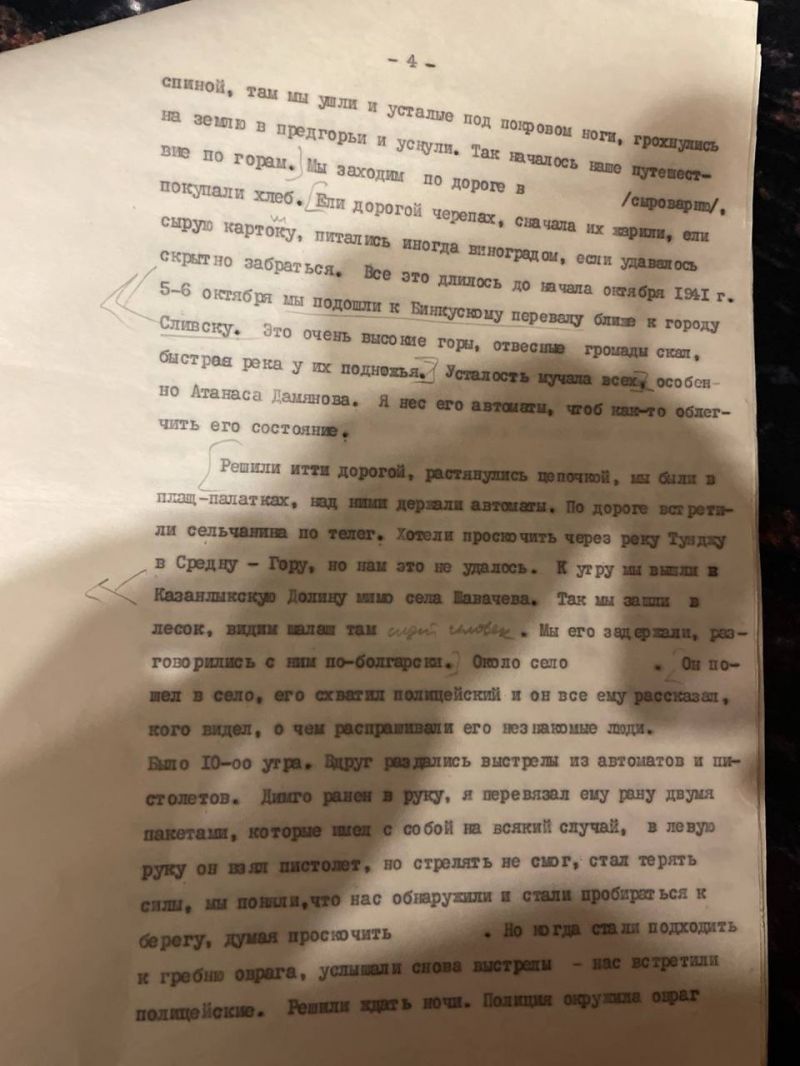 - 4 -
спиной, там мы ушли и усталые под покровом ночи, грохнулись
на землю в предгорьи и уснули. Так началось наше путешест-
вие по горам. Мы заходим по дороге в /сыроварню/,
покупали хлеб. Ели дорогой черепах, сначала их жарили, ели
сырую картошку, питались иногда виноградом, если удавалось
скрытно забраться. Все это длилось до начала октября 1941 г.
5-6 октября мы подошли к Бинкускому перевалу ближе к городу
Сливску. Это очень высокие горы, отвесные громады скал,
быстрая река у их подножья. Усталость мучала всех, особен-
но Атанаса Дамянова. Я нес его автоматы, чтоб как-то облег-
чить его состояние.
Решили итти дорогой, растянулись цепочкой, мы были в
плащ-палатках, над ними держали автоматы. По дороге встрети-
ли сельчанина по телег. Хотели проскочить через реку Тунджу
в Средну - Гору, но нам это не удалось. К утру мы вышли в
Казанлыкскую Долину мимо села Шавачева. Так мы зашли в
лесок, видим шалаш там сидит человек. Мы его задержали, раз-
говорились с ним по-болгарски. Около село . Он по-
шел в село, его схватил полицейский и он все ему рассказал,
кого видел, о чем распрашивали его незнакомые люди.
Было 10-оо утра. Вдруг раздались выстрелы из автоматов и пи-
столетов. Димго ранен в руку, я перевязал ему рану двумя
пакетами, которые имел с собой на всякий случай, в левую
руку он взял пистолет, но стрелять не смог, стал терять
силы, мы поняли,что нас обнаружили и стали пробираться к
берегу, думая проскочить . Но когда стали подходить
к гребню оврага, услышали снова выстрелы - нас встретили
полицейские. Решили ждать ночи. Полиция окружила овраг